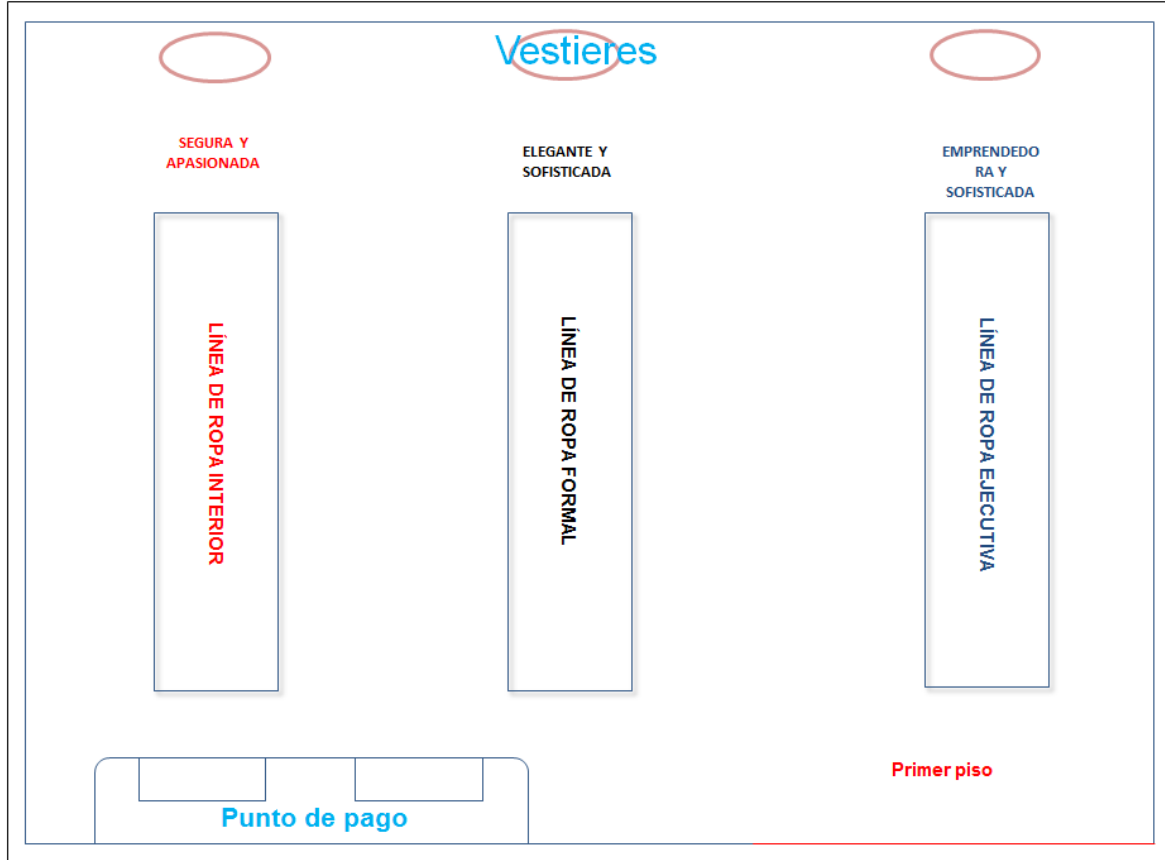 Vestieres
SEGURA Y
APASIONADA
ELEGANTE Y
SOFISTICADA
EMPRENDEDO
RA Y
SOFISTICADA
LÍNEA DE ROPA INTERIOR
LÍNEA DE ROPA FORMAL
LÍNEA DE ROPA EJECUTIVA
Primer piso
Punto de pago